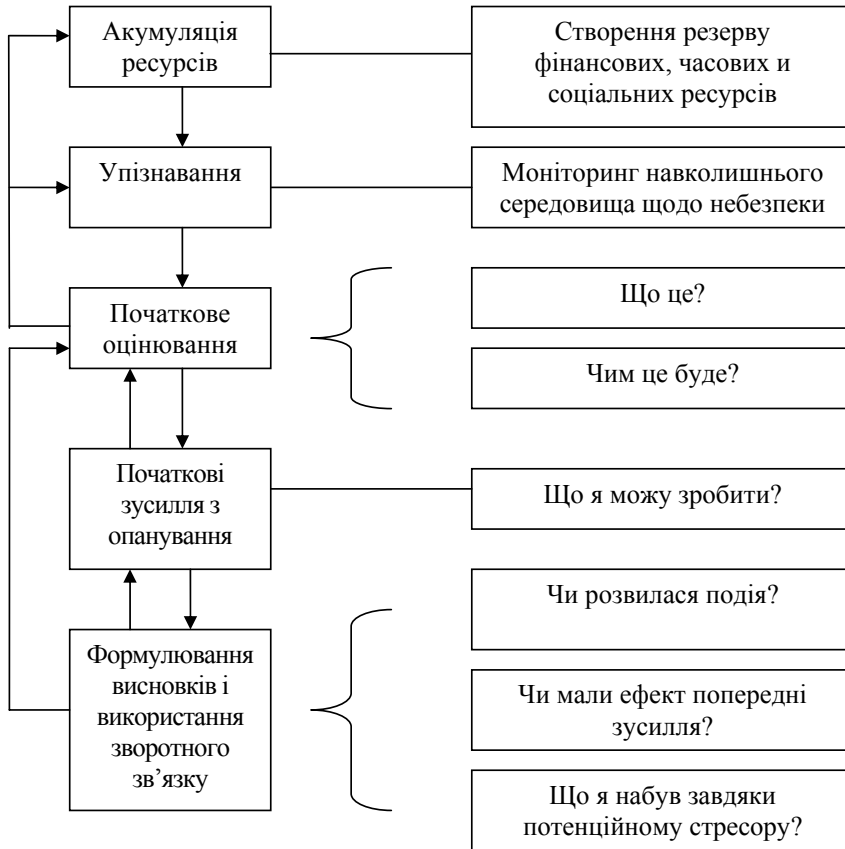 Акумуляція
ресурсів
Створення резерву
фінансових, часових и
соціальних ресурсів
Упізнавання
Моніторинг навколишнього
середовища щодо небезпеки
Початкове
оцінювання
Що це?
Чим це буде?
Початкові
зусилля з
опанування
Що я можу зробити?
Формулювання
висновків і
використання
зворотного
зв’язку
Чи розвилася подія?
Чи мали ефект попередні
зусилля?
Що я набув завдяки
потенційному стресору?